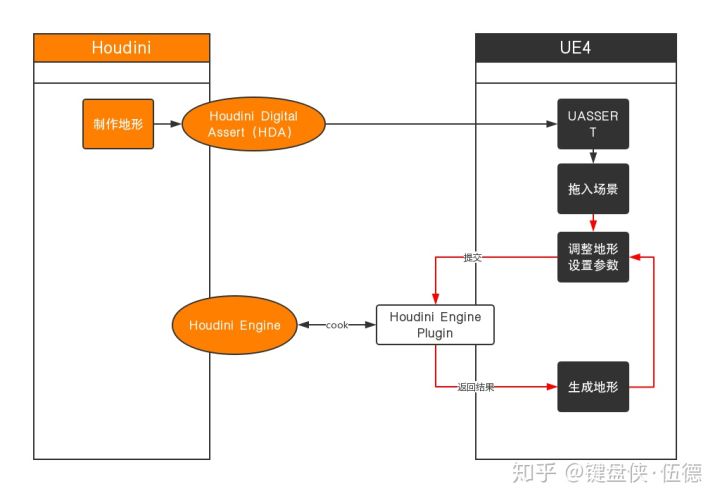 Houdini
UE4
制作地形
Houdini Digital
Assert (HDA)
UASSER
T
拖入场景
调整地形
设置参数
提交
Houdini Engine
cook
Houdini Engine
Plugin
返回结果
生成地形
知乎 @键盘侠·伍德